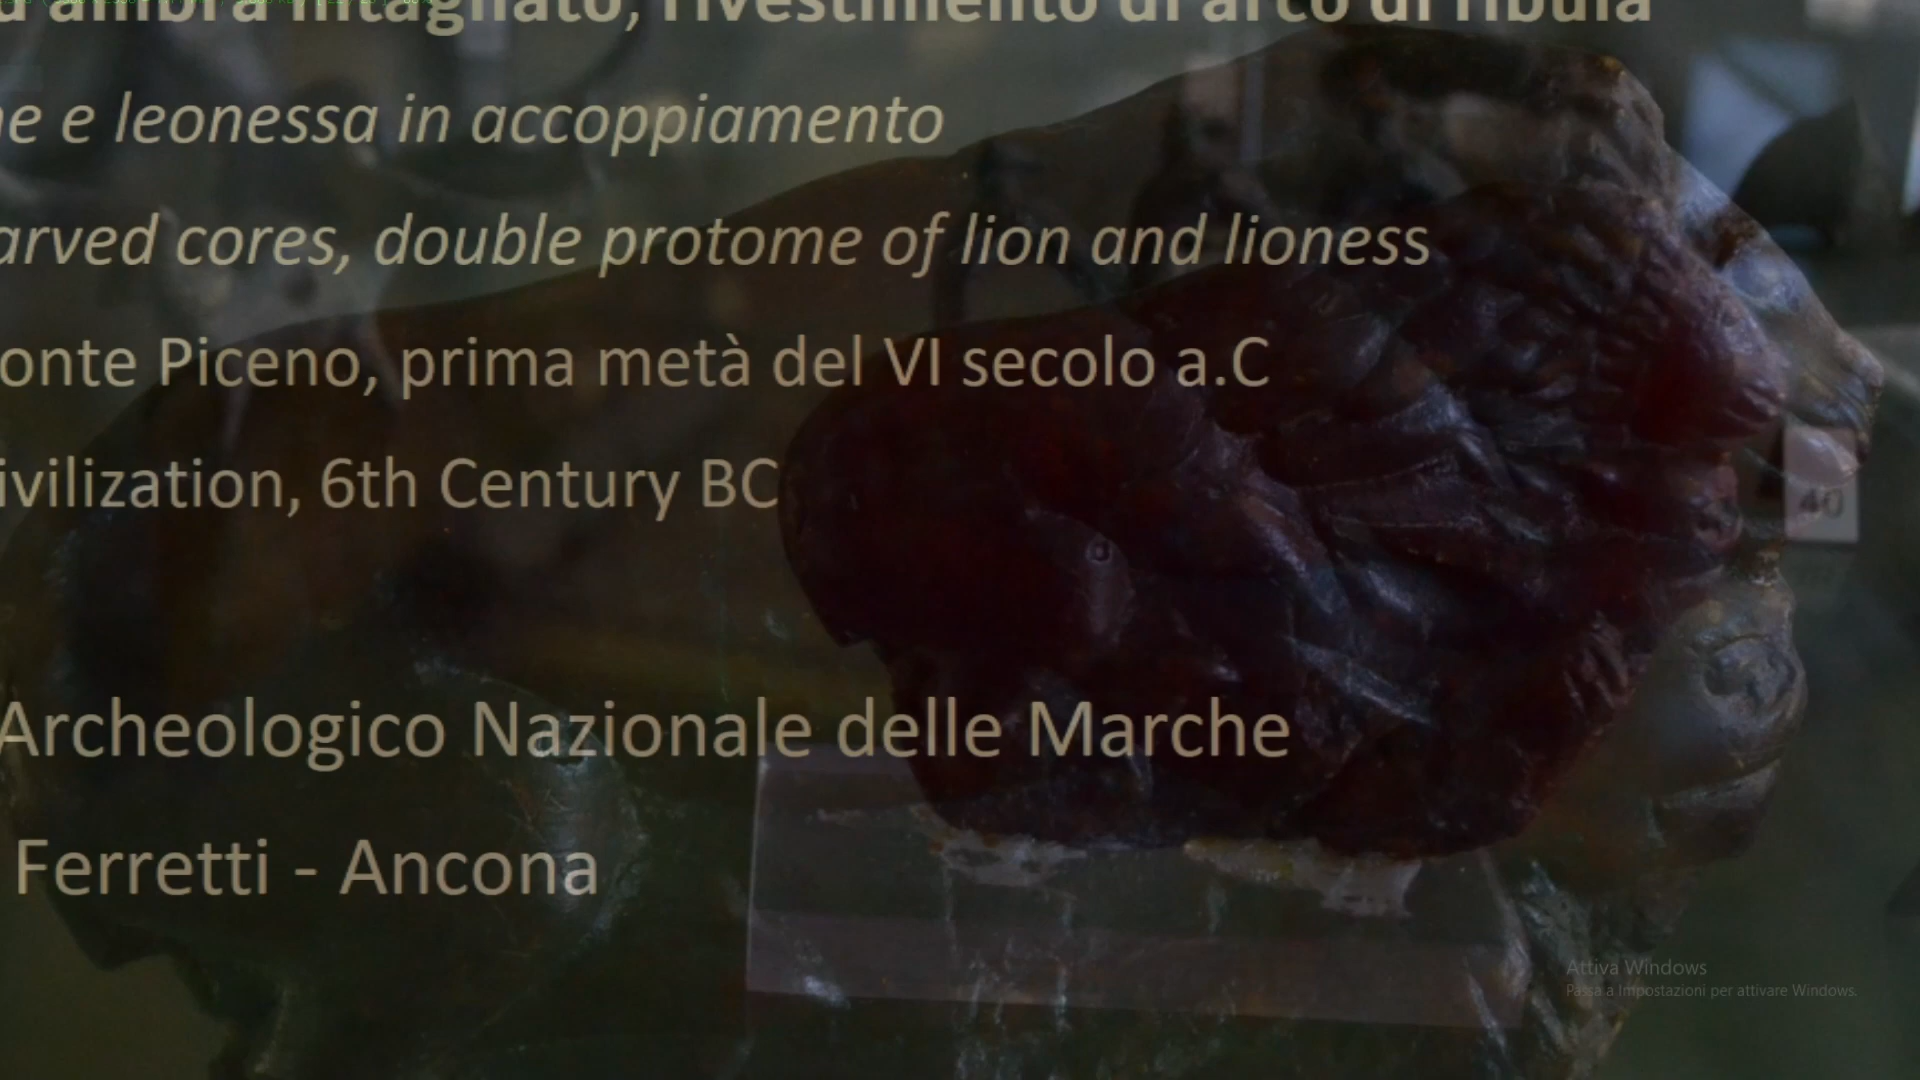 d'ambra intagliato, rivestimento di arco di fibula
e e leonessa in accoppiamento
arved cores, double protome of lion and lioness
onte Piceno, prima metà del VI secolo a.C
ivilization, 6th Century BC
40
Archeologico Nazionale delle Marche
Ferretti - Ancona
Attiva Windows
Passa a Impostazioni per attivare Windows.